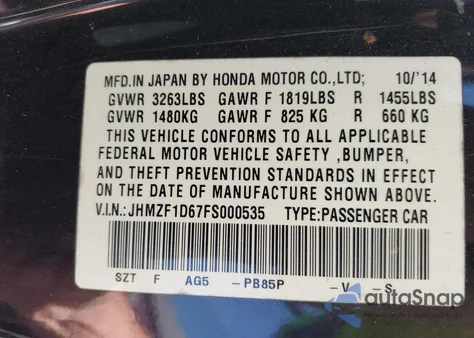 MFD.IN JAPAN BY HONDA MOTOR CO.,LTD; 10/'14
GVWR 3263LBS GAWR F 1819LBS R 1455LBS
GVWR 1480KG GAWR F 825 KG R 660 KG
THIS VEHICLE CONFORMS TO ALL APPLICABLE
FEDERAL MOTOR VEHICLE SAFETY ,BUMPER,
AND THEFT PREVENTION STANDARDS IN EFFECT
ON THE DATE OF MANUFACTURE SHOWN ABOVE.
V.I.N.: JHMZF1D67FS000535 TYPE:PASSENGER CAR
SZT F AG5 -PB85P -V -S-
autoSnap